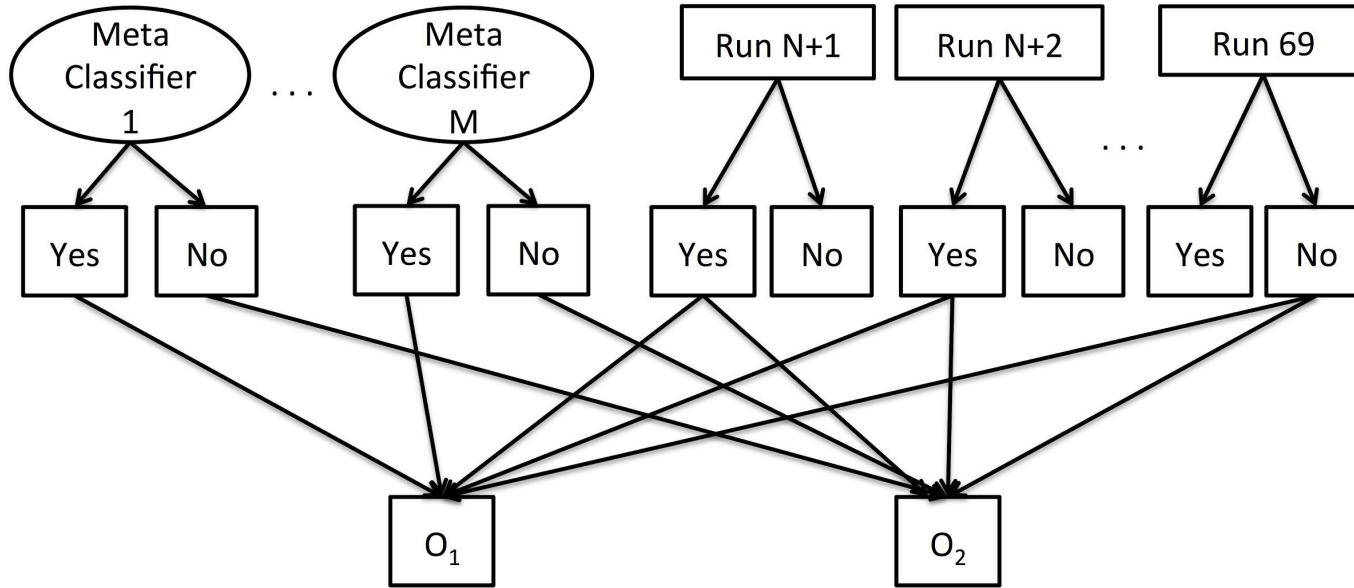 Meta
Classifier
1
. . .
Meta
Classifier
M
Run N+1
Run N+2
. . .
Run 69
Yes
No
Yes
No
Yes
No
Yes
No
Yes
No
O₁
O₂